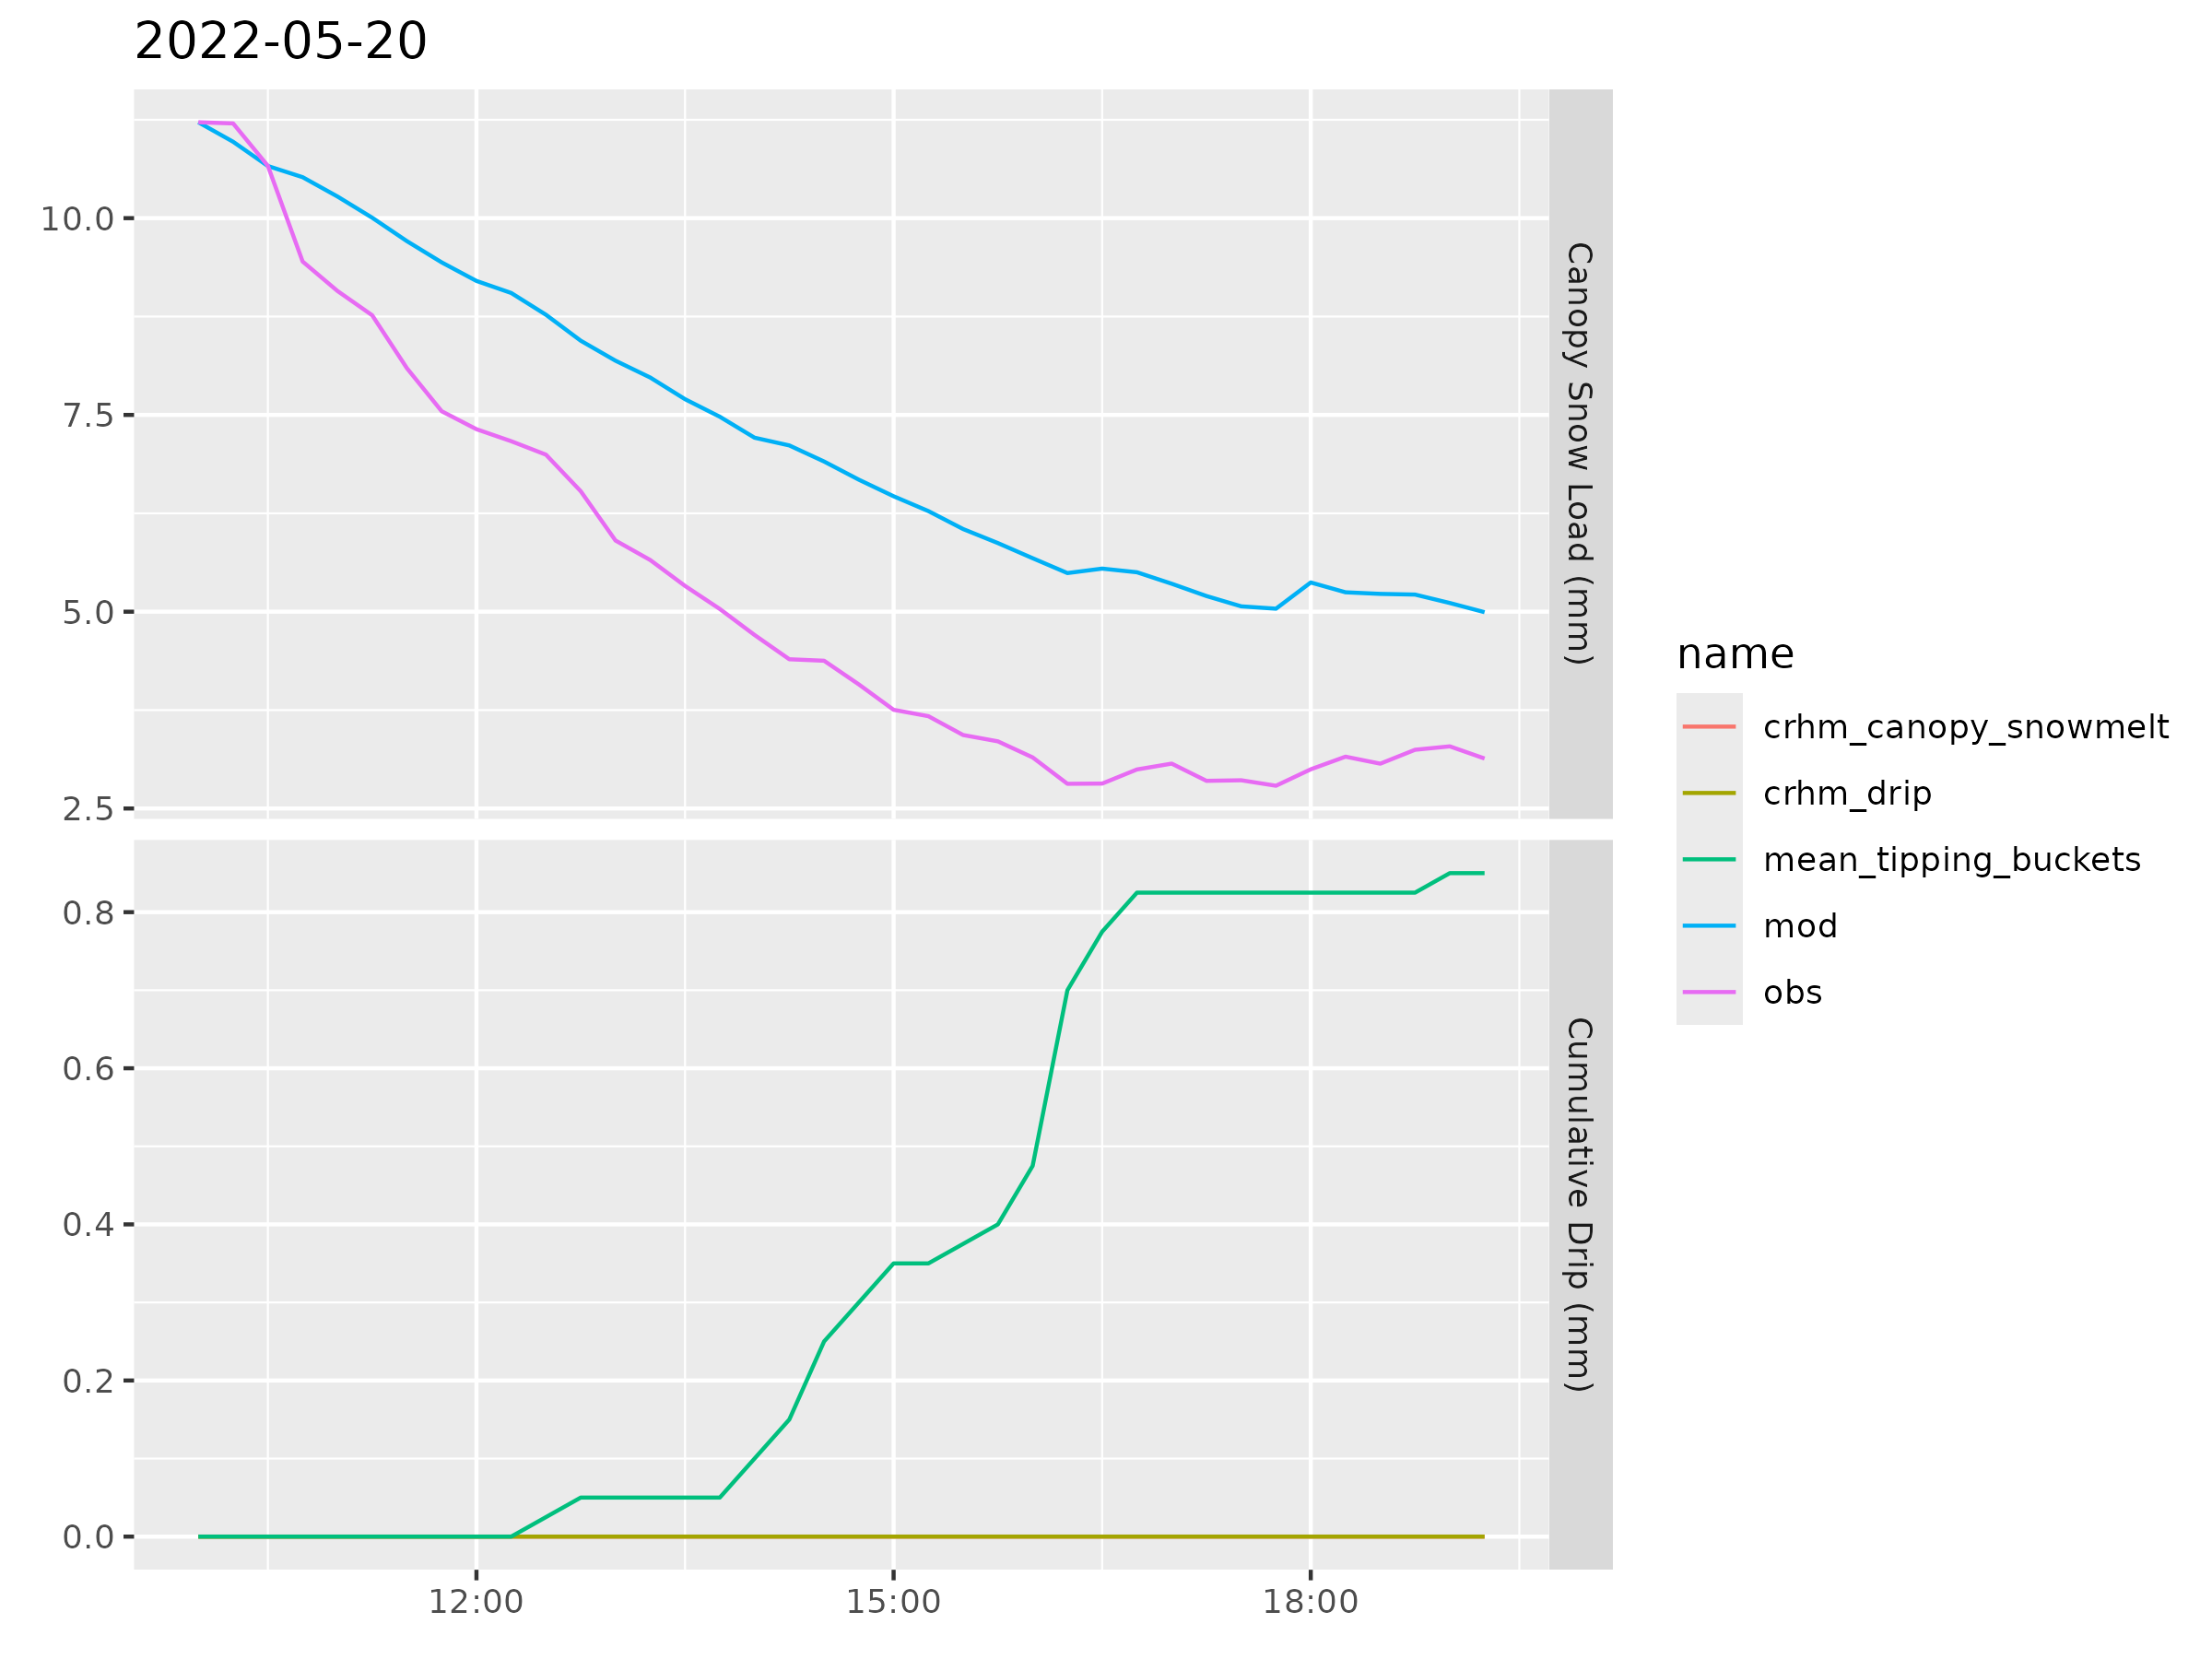 2022-05-20
10.0
7.5
5.0
2.5
Canopy Snow Load (mm)
0.8
0.6
0.4
0.2
0.0
Cumulative Drip (mm)
12:00
15:00
18:00
name
crhm_canopy_snowmelt
crhm_drip
mean_tipping_buckets
mod
obs